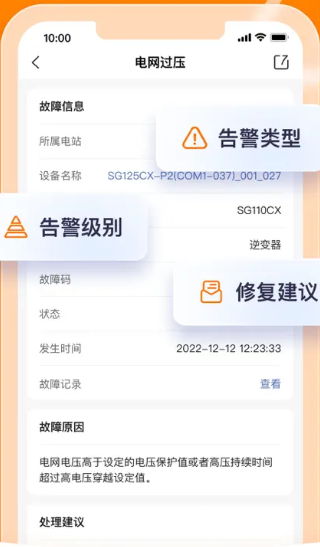 10:00
电网过压
故障信息
所属电站
告警类型
设备名称 SG125CX-P2(COM1-037)_001_027
SG110CX
告警级别
逆变器
故障码
修复建议
状态
发生时间 2022-12-12 12:23:33
故障记录 查看
故障原因
电网电压高于设定的电压保护值或者高压持续时间
超过高电压穿越设定值。
处理建议